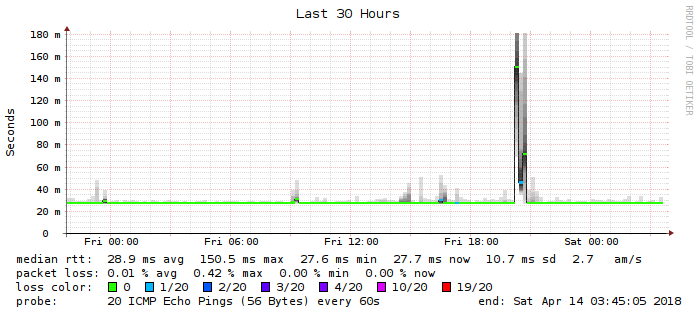 Last 30 Hours
RRDTOOL / TOBI OETIKER
Seconds
180 m
160 m
140 m
120 m
100 m
80 m
60 m
40 m
20 m
0
Fri 00:00 Fri 06:00 Fri 12:00 Fri 18:00 Sat 00:00
median rtt: 28.9 ms avg 150.5 ms max 27.6 ms min 27.7 ms now 10.7 ms sd 2.7 am/s
packet loss: 0.01 % avg 0.42 % max 0.00 % min 0.00 % now
loss color: 0 1/20 2/20 3/20 4/20 10/20 19/20
probe: 20 ICMP Echo Pings (56 Bytes) every 60s end: Sat Apr 14 03:45:05 2018